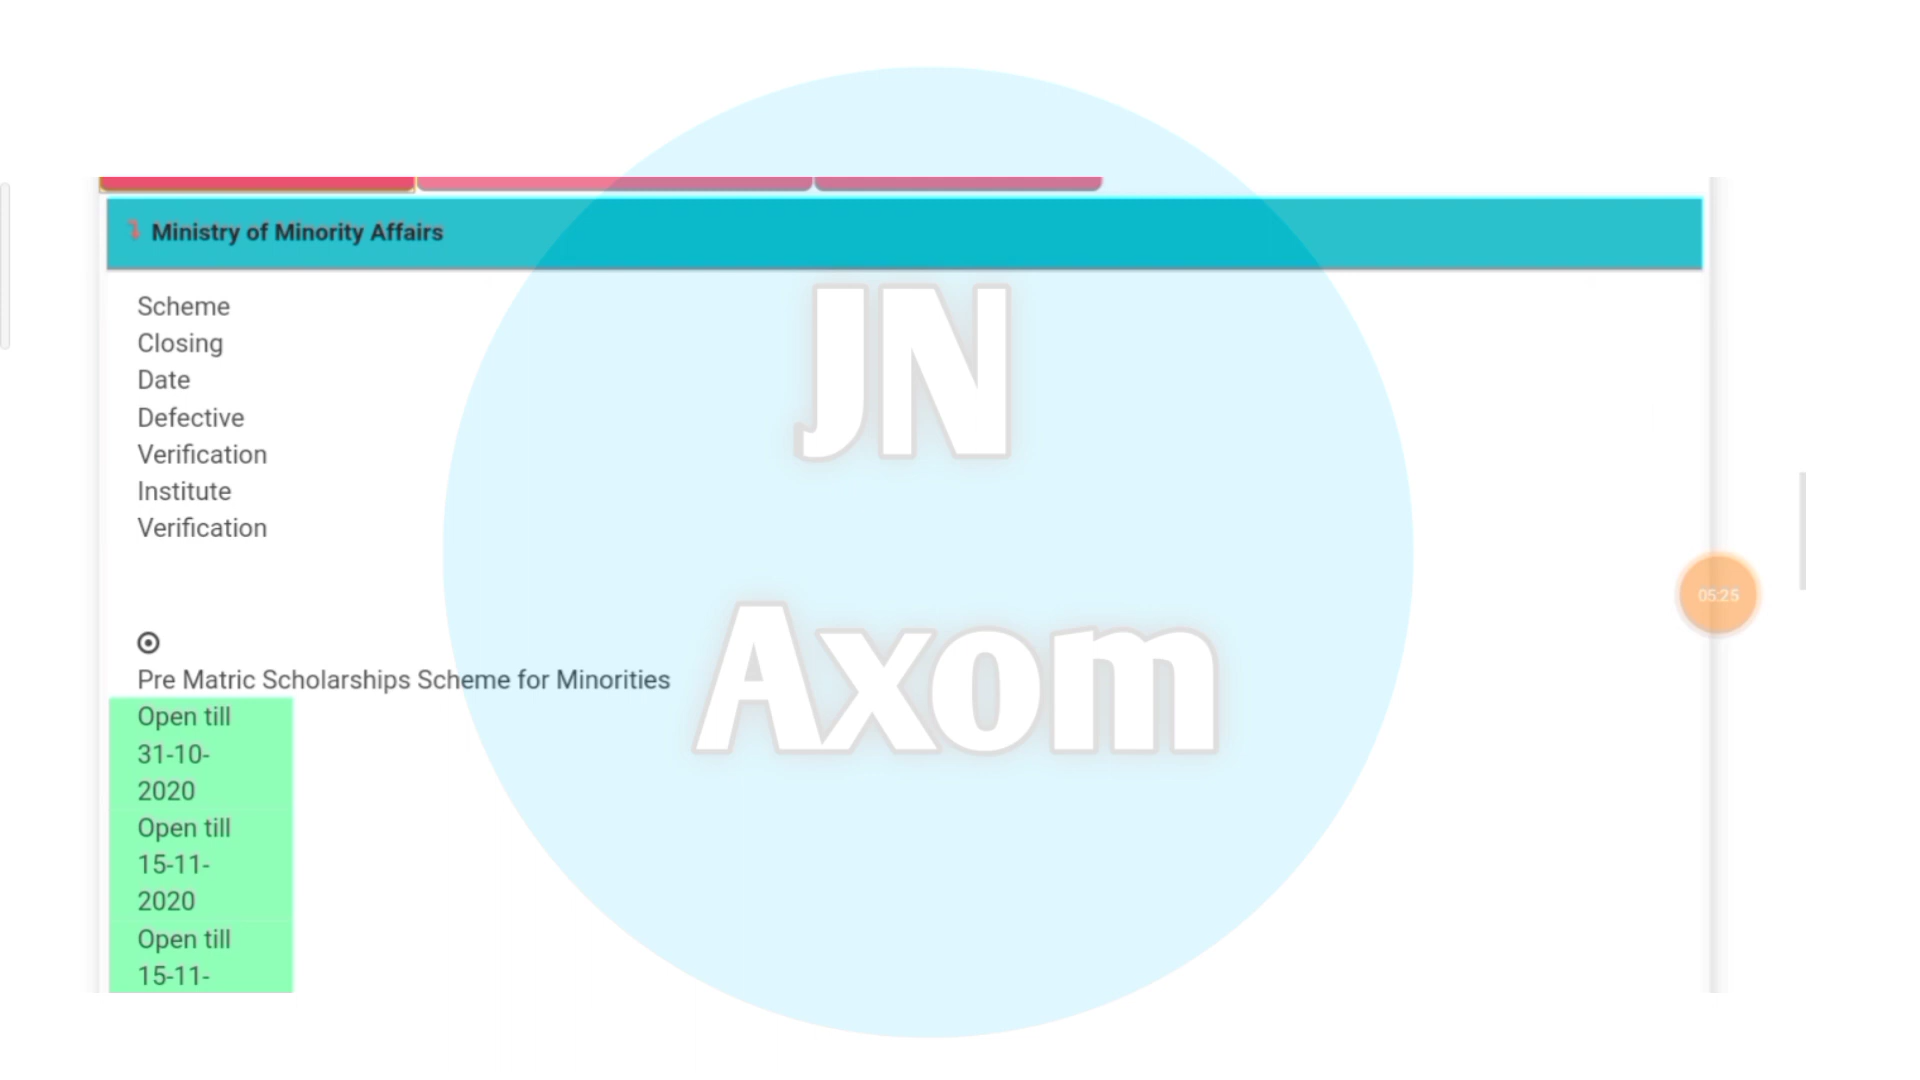 Ministry of Minority Affairs
Scheme
Closing
Date
Defective
Verification
Institute
Verification
Pre Matric Scholarships Scheme for Minorities
Open till
31-10-
2020
Open till
15-11-
2020
Open till
15-11-
JN
Axom
05:25